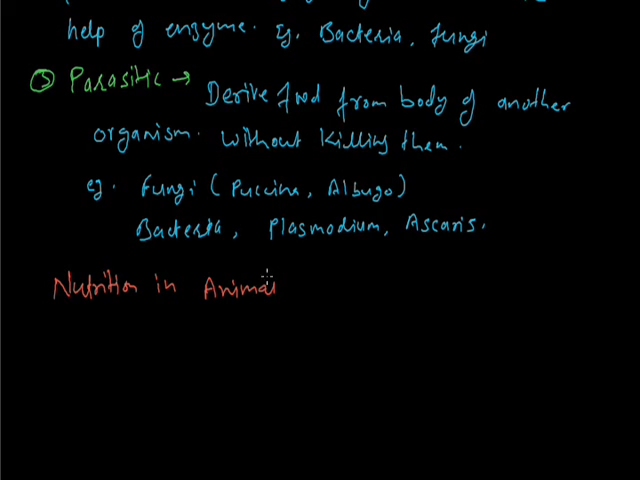 help of enzyme. Eg. Bacteria, fungi
③ Parasitic → Derive food from body of another
organism. without killing them.
eg. Fungi (Puccina, Albugo)
Bacteria, Plasmodium, Ascaris.
Nutrition in Animal